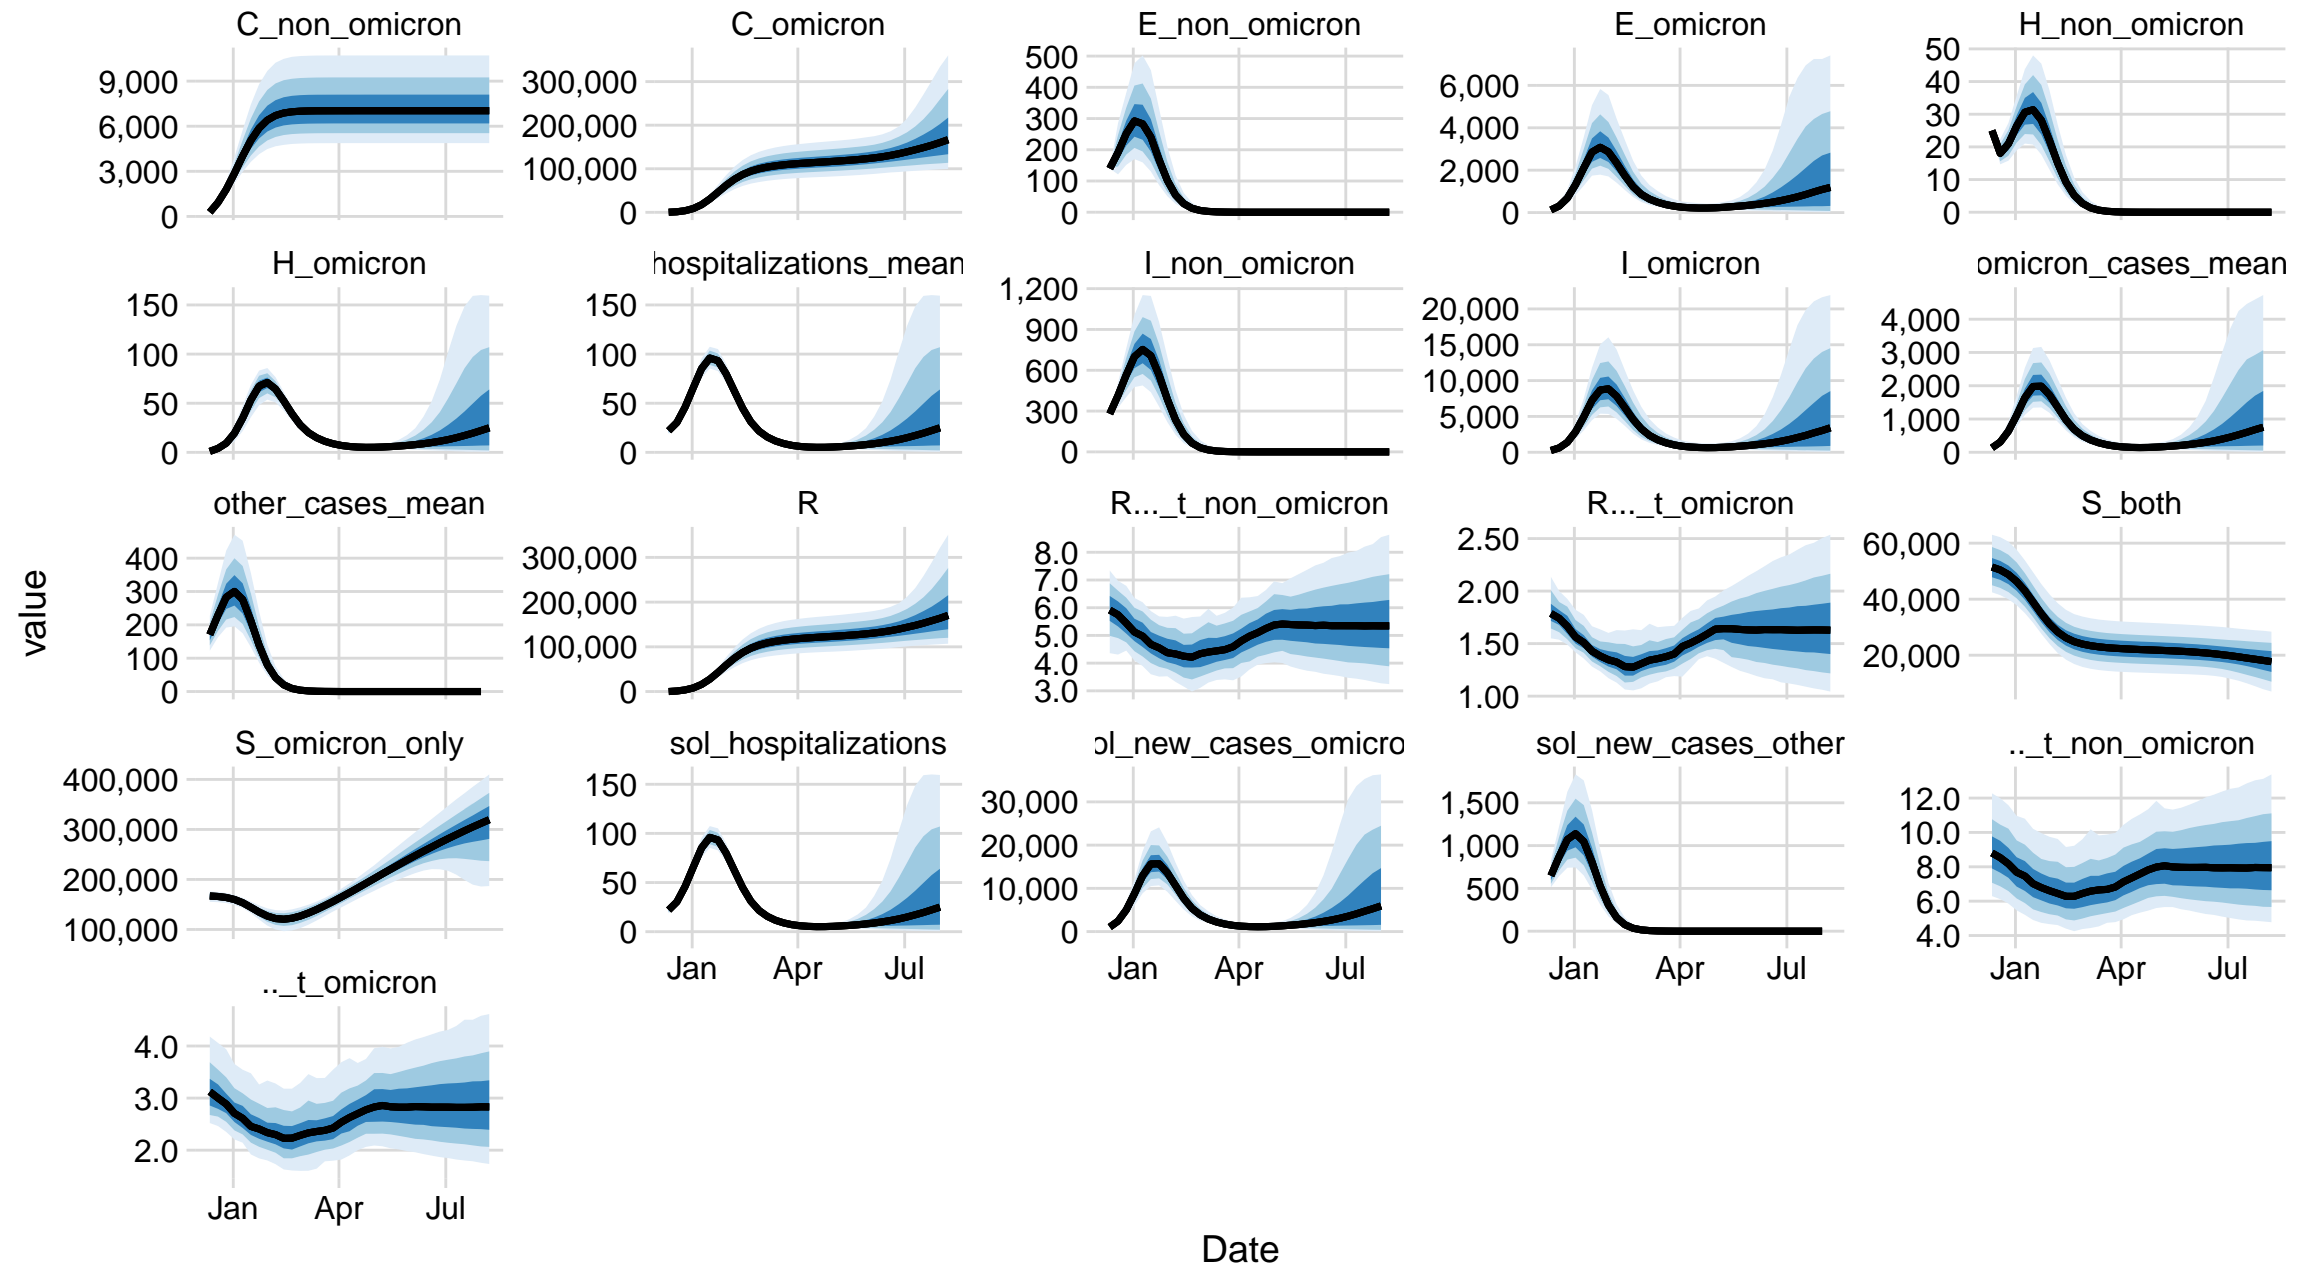 C_non_omicron C_omicron E_non_omicron E_omicron H_non_omicron
9,000 6,000 3,000 0
300,000 200,000 100,000 0
500 400 300 200 100 0
6,000 4,000 2,000 0
50 40 30 20 10 0
H_omicron hospitalizations_mean I_non_omicron I_omicron omicron_cases_mean
150 100 50 0
150 100 50 0
1,200 900 600 300 0
20,000 15,000 10,000 5,000 0
4,000 3,000 2,000 1,000 0
other_cases_mean R R..._t_non_omicron R..._t_omicron S_both
400 300 200 100 0
300,000 200,000 100,000 0
8.0 7.0 6.0 5.0 4.0 3.0
2.50 2.00 1.50 1.00
60,000 40,000 20,000
S_omicron_only sol_hospitalizations ol_new_cases_omicro sol_new_cases_other .._t_non_omicron
400,000 300,000 200,000 100,000
150 100 50 0
30,000 20,000 10,000 0
1,500 1,000 500 0
12.0 10.0 8.0 6.0 4.0
Jan Apr Jul Jan Apr Jul Jan Apr Jul Jan Apr Jul
.._t_omicron
4.0 3.0 2.0
Jan Apr Jul
value
Date